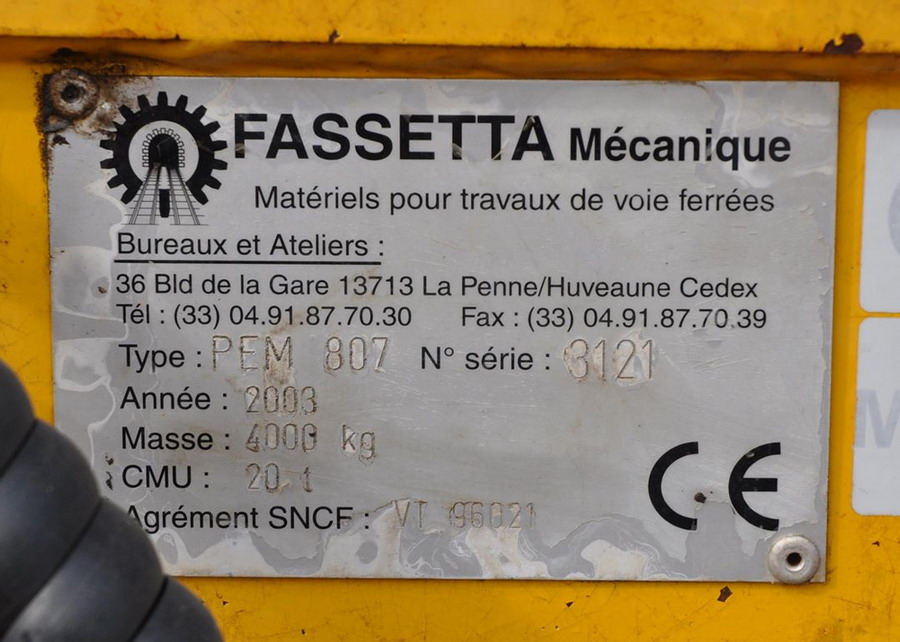 FASSETTA Mécanique
Matériels pour travaux de voie ferrées
Bureaux et Ateliers :
36 Bld de la Gare 13713 La Penne/Huveaune Cedex
Tél : (33) 04.91.87.70.30 Fax : (33) 04.91.87.70.39
Type : PEM 807 N° série : 3121
Année : 2003
Masse : 4000 kg
CMU : 20 t
Agrément SNCF : VT 96021
CE
M